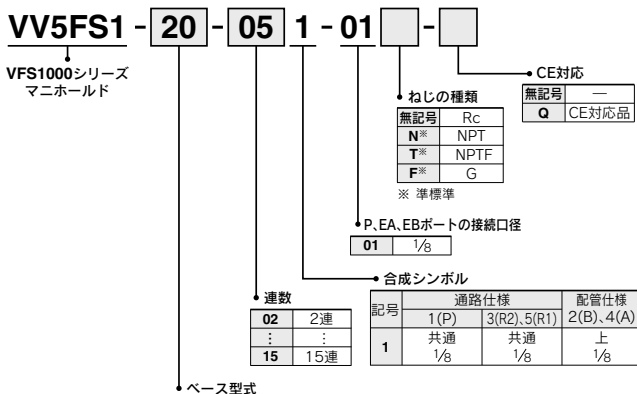 VV5FS1 - 20 - 05 1 - 01 -
VFS1000シリーズ
マニホールド
CE対応
無記号 —
Q CE対応品
ねじの種類
無記号 Rc
N※ NPT
T※ NPTF
F※ G
※ 準標準
P、EA、EBポートの接続口径
01 1/8
合成シンボル
記号 通路仕様 配管仕様
1(P) 3(R2)、5(R1) 2(B)、4(A)
1 共通 共通 上
1/8 1/8 1/8
連数
02 2連
⋮ ⋮
15 15連
ベース型式